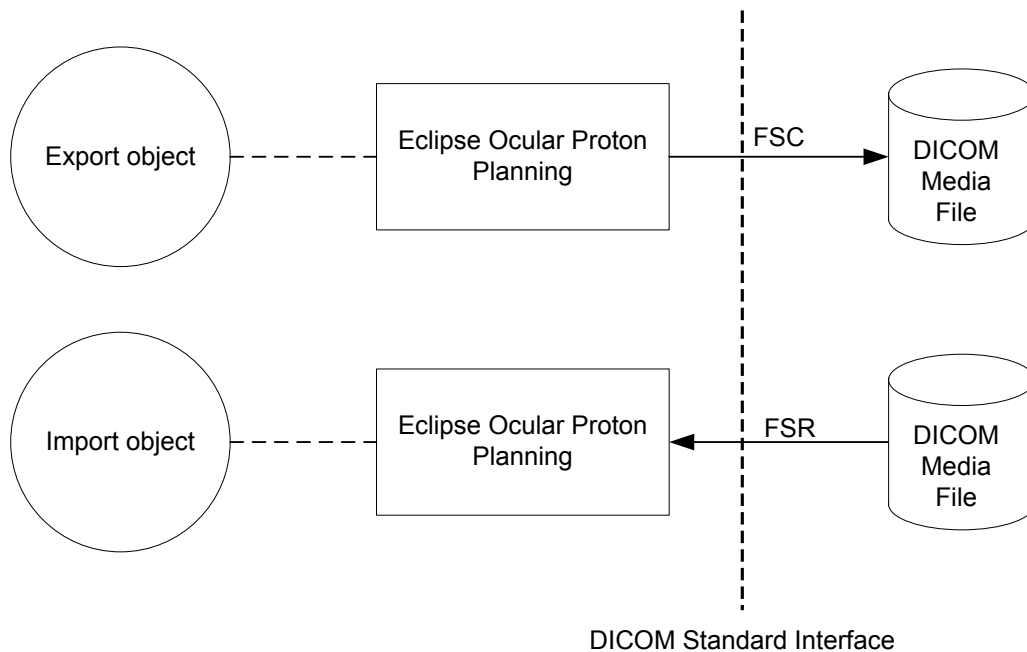 Export object
Eclipse Ocular Proton
Planning
FSC
DICOM
Media
File
Import object
Eclipse Ocular Proton
Planning
FSR
DICOM
Media
File
DICOM Standard Interface